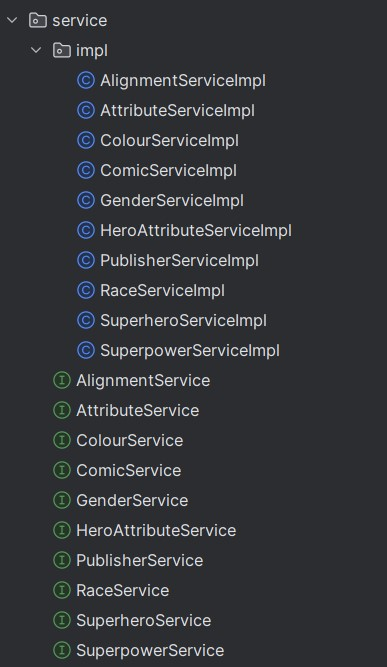 service
impl
C AlignmentServiceImpl
C AttributeServiceImpl
C ColourServiceImpl
C ComicServiceImpl
C GenderServiceImpl
C HeroAttributeServiceImpl
C PublisherServiceImpl
C RaceServiceImpl
C SuperheroServiceImpl
C SuperpowerServiceImpl
I AlignmentService
I AttributeService
I ColourService
I ComicService
I GenderService
I HeroAttributeService
I PublisherService
I RaceService
I SuperheroService
I SuperpowerService